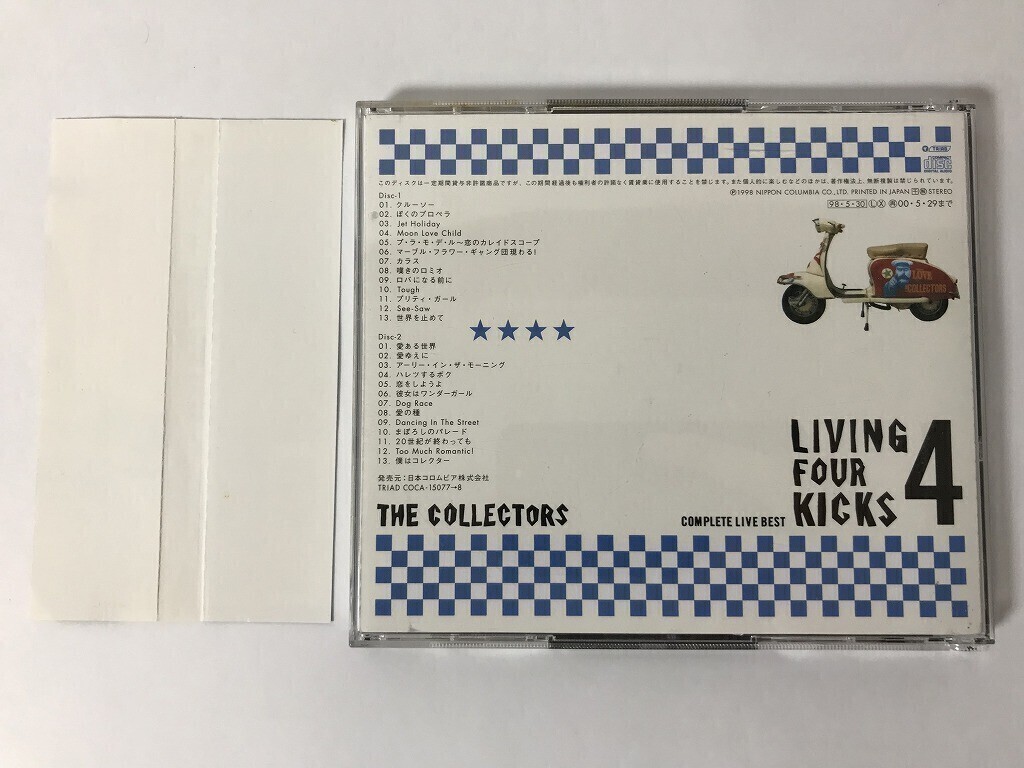 TRIAD
COMPACT
disc
DIGITAL AUDIO
このディスクは一定期間貸与非許諾商品ですが、この期間経過後も権利者の許諾なく賃貸業に使用することを禁じます。また個人的に楽しむなどのほかは、著作権法上、無断複製は禁じられています。
℗1998 NIPPON COLUMBIA CO., LTD. PRINTED IN JAPAN STEREO
98・5・30 Ⓛ Ⓧ 00・5・29まで
Disc-1
01. クルーソー
02. ぼくのプロペラ
03. Jet Holiday
04. Moon Love Child
05. プ・ラ・モ・デ・ル〜恋のカレイドスコープ
06. マーブル・フラワー・ギャング団現わる!
07. カラス
08. 嘆きのロミオ
09. ロバになる前に
10. Tough
11. プリティ・ガール
12. See-Saw
13. 世界を止めて
Disc-2
01. 愛ある世界
02. 愛ゆえに
03. アーリー・イン・ザ・モーニング
04. ハレツするボク
05. 恋をしようよ
06. 彼女はワンダーガール
07. Dog Race
08. 愛の種
09. Dancing In The Street
10. まぼろしのパレード
11. 20世紀が終わっても
12. Too Much Romantic!
13. 僕はコレクター
発売元:日本コロムビア株式会社
TRIAD COCA-15077→8
THE COLLECTORS
LOVE
COLLECTORS
COMPLETE LIVE BEST
LIVING
FOUR
KICKS
4